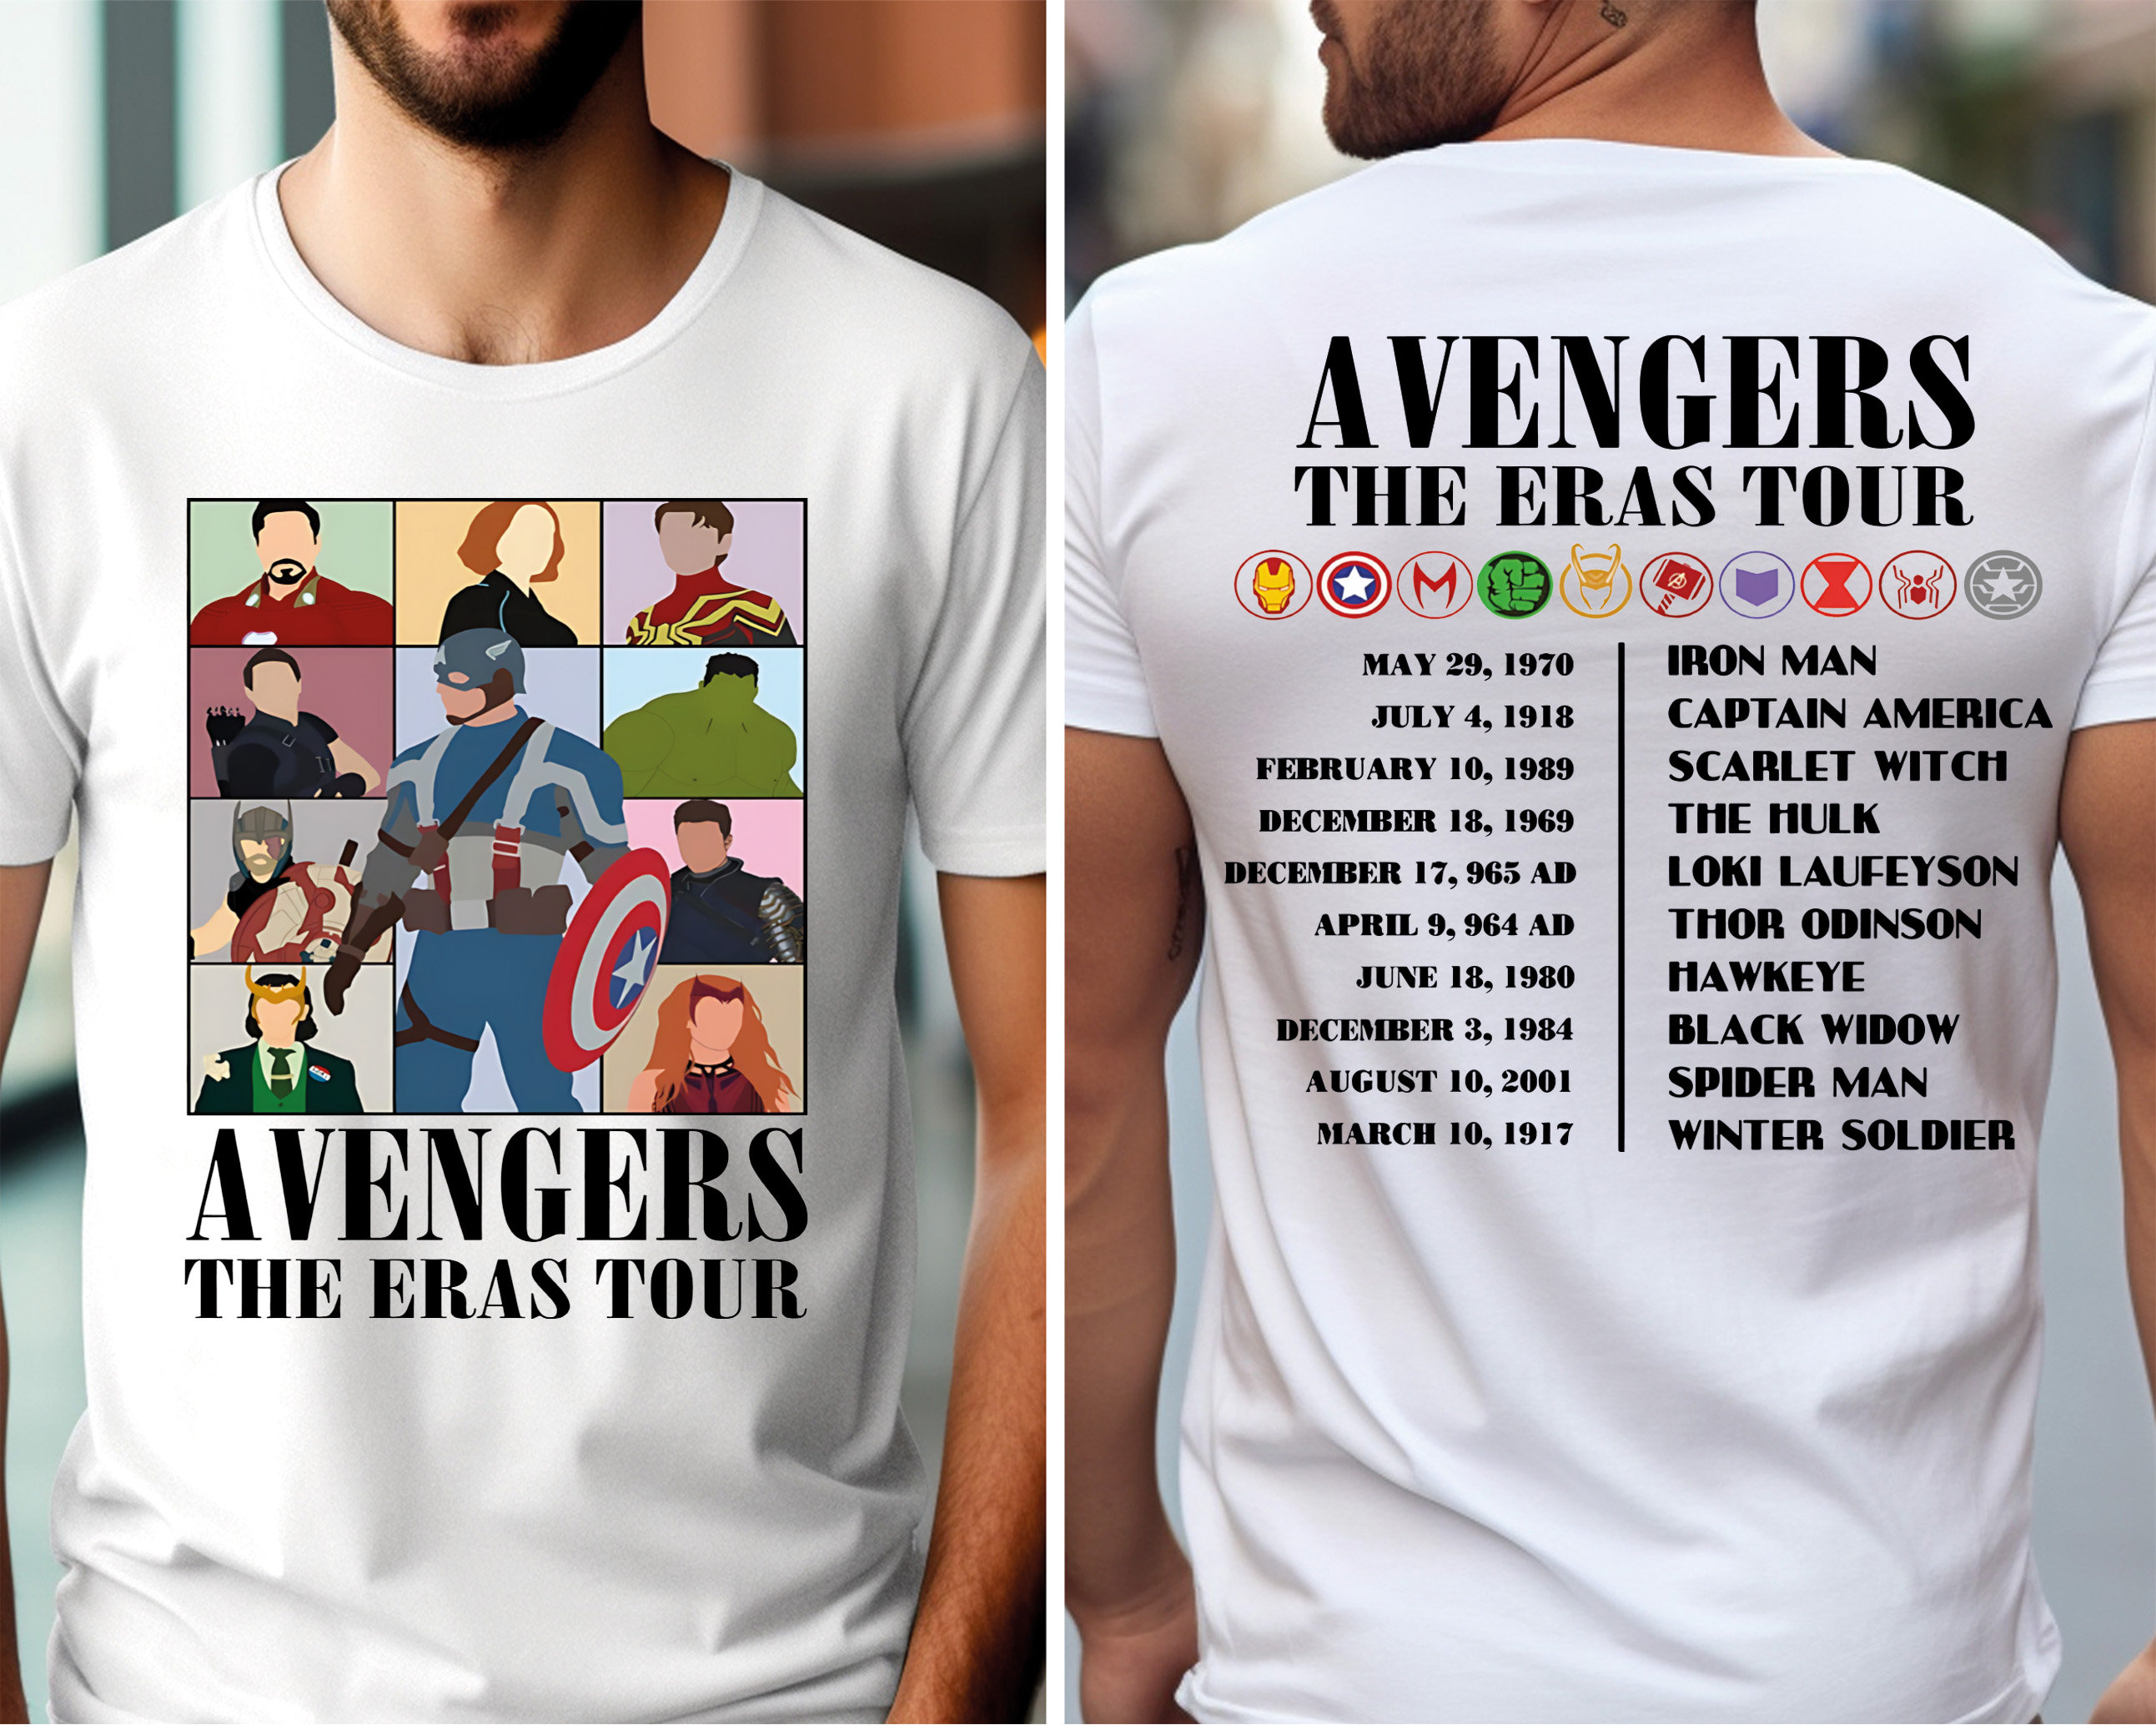 AVENGERS
THE ERAS TOUR
AVENGERS
THE ERAS TOUR
MAY 29, 1970 IRON MAN
JULY 4, 1918 CAPTAIN AMERICA
FEBRUARY 10, 1989 SCARLET WITCH
DECEMBER 18, 1969 THE HULK
DECEMBER 17, 965 AD LOKI LAUFEYSON
APRIL 9, 964 AD THOR ODINSON
JUNE 18, 1980 HAWKEYE
DECEMBER 3, 1984 BLACK WIDOW
AUGUST 10, 2001 SPIDER MAN
MARCH 10, 1917 WINTER SOLDIER